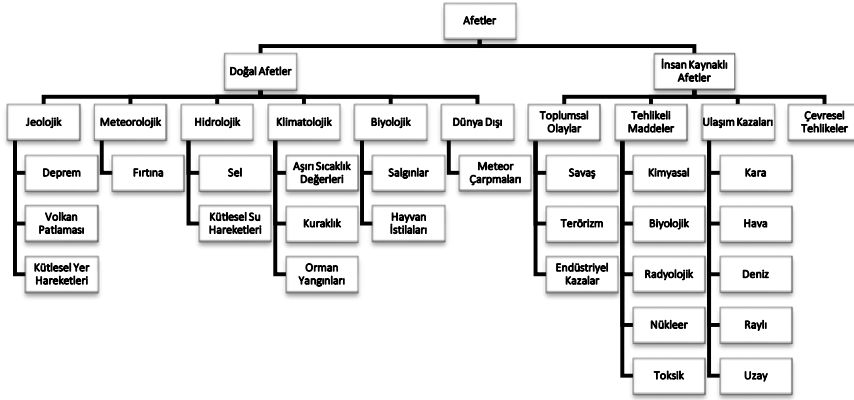 Afetler
Doğal Afetler
İnsan Kaynaklı
Afetler
Jeolojik
Meteorolojik
Hidrolojik
Klimatolojik
Biyolojik
Dünya Dışı
Toplumsal
Olaylar
Tehlikeli
Maddeler
Ulaşım Kazaları
Çevresel
Tehlikeler
Deprem
Volkan
Patlaması
Kütlesel Yer
Hareketleri
Fırtına
Sel
Kütlesel Su
Hareketleri
Aşırı Sıcaklık
Değerleri
Kuraklık
Orman
Yangınları
Salgınlar
Hayvan
İstilaları
Meteor
Çarpmaları
Savaş
Terörizm
Endüstriyel
Kazalar
Kimyasal
Biyolojik
Radyolojik
Nükleer
Toksik
Kara
Hava
Deniz
Raylı
Uzay